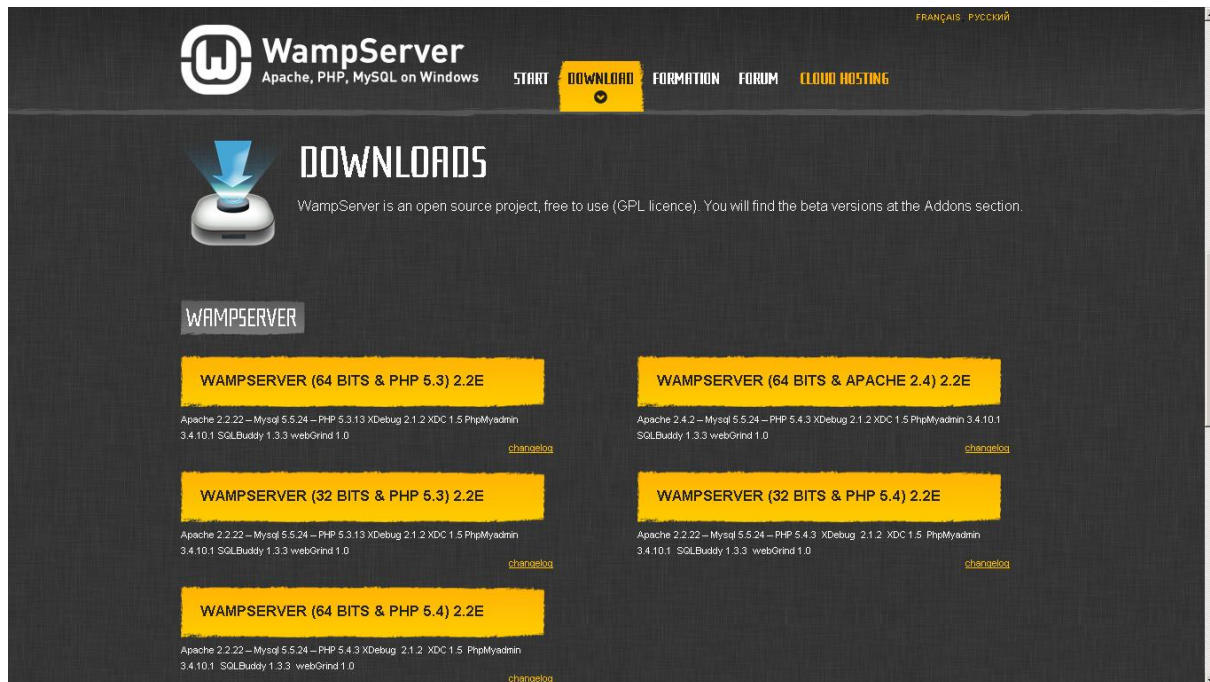 FRANÇAIS РУССКИЙ
WampServer
Apache, PHP, MySQL on Windows
START DOWNLOAD FORMATION FORUM CLOUD HOSTING
DOWNLOADS
WampServer is an open source project, free to use (GPL licence). You will find the beta versions at the Addons section.
WAMPSERVER
WAMPSERVER (64 BITS & PHP 5.3) 2.2E
Apache 2.2.22 – Mysql 5.5.24 – PHP 5.3.13 XDebug 2.1.2 XDC 1.5 PhpMyadmin
3.4.10.1 SQLBuddy 1.3.3 webGrind 1.0
changelog
WAMPSERVER (64 BITS & APACHE 2.4) 2.2E
Apache 2.4.2 – Mysql 5.5.24 – PHP 5.4.3 XDebug 2.1.2 XDC 1.5 PhpMyadmin 3.4.10.1
SQLBuddy 1.3.3 webGrind 1.0
changelog
WAMPSERVER (32 BITS & PHP 5.3) 2.2E
Apache 2.2.22 – Mysql 5.5.24 – PHP 5.3.13 XDebug 2.1.2 XDC 1.5 PhpMyadmin
3.4.10.1 SQLBuddy 1.3.3 webGrind 1.0
changelog
WAMPSERVER (32 BITS & PHP 5.4) 2.2E
Apache 2.2.22 – Mysql 5.5.24 – PHP 5.4.3 XDebug 2.1.2 XDC 1.5 PhpMyadmin
3.4.10.1 SQLBuddy 1.3.3 webGrind 1.0
changelog
WAMPSERVER (64 BITS & PHP 5.4) 2.2E
Apache 2.2.22 – Mysql 5.5.24 – PHP 5.4.3 XDebug 2.1.2 XDC 1.5 PhpMyadmin
3.4.10.1 SQLBuddy 1.3.3 webGrind 1.0
changelog